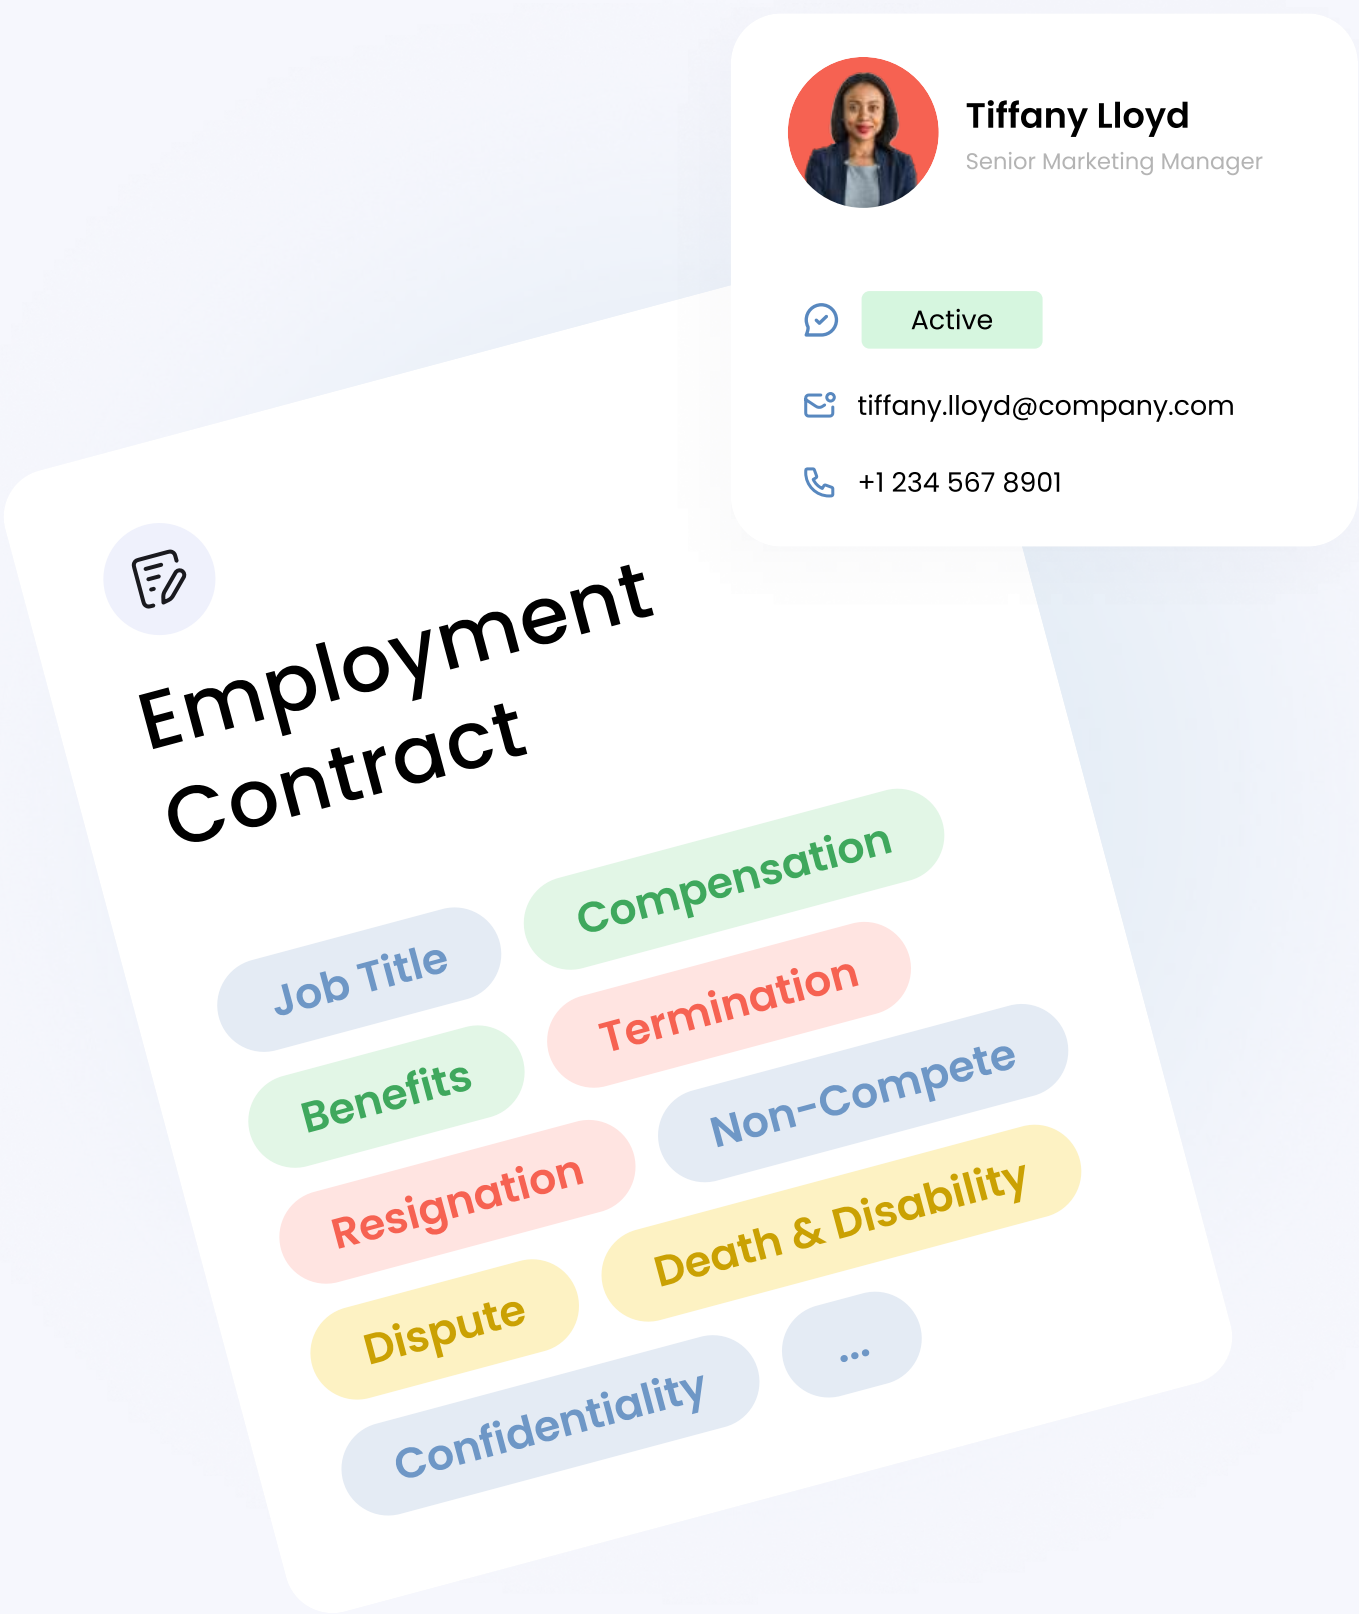 Tiffany Lloyd
Senior Marketing Manager
Active
tiffany.lloyd@company.com
+1 234 567 8901
Employment
Contract
Job Title
Compensation
Benefits
Termination
Resignation
Non-Compete
Dispute
Death & Disability
Confidentiality
...